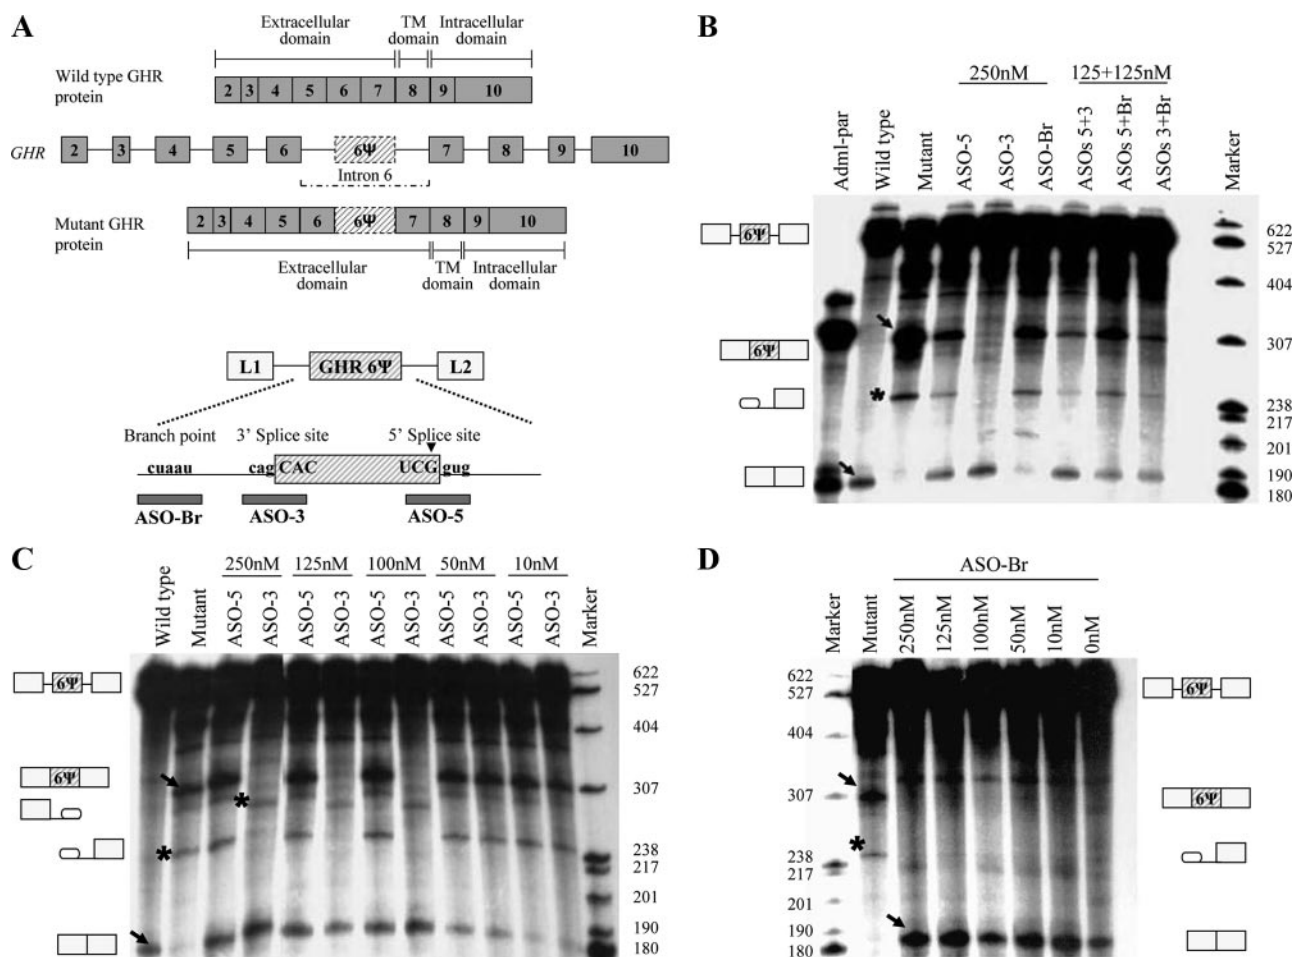 A
Extracellular domain
TM domain
Intracellular domain
Wild type GHR protein
2 3 4 5 6 7 8 9 10
GHR
2 3 4 5 6 6Ψ 7 8 9 10
Intron 6
Mutant GHR protein
2 3 4 5 6 6Ψ 7 8 9 10
Extracellular domain
TM domain
Intracellular domain
L1 GHR 6Ψ L2
Branch point 3' Splice site 5' Splice site
cuaau cag CAC UCG gug
ASO-Br ASO-3 ASO-5
B
250nM 125+125nM
Adml-par Wild type Mutant ASO-5 ASO-3 ASO-Br ASOs 5+3 ASOs 5+Br ASOs 3+Br Marker
6Ψ
6Ψ
*
622
527
404
307
238
217
201
190
180
C
250nM 125nM 100nM 50nM 10nM
Wild type Mutant ASO-5 ASO-3 ASO-5 ASO-3 ASO-5 ASO-3 ASO-5 ASO-3 ASO-5 ASO-3 Marker
6Ψ
6Ψ
*
*
622
527
404
307
238
217
201
190
180
D
ASO-Br
Marker Mutant 250nM 125nM 100nM 50nM 10nM 0nM
622
527
404
307
238
217
201
190
180
*
6Ψ
6Ψ